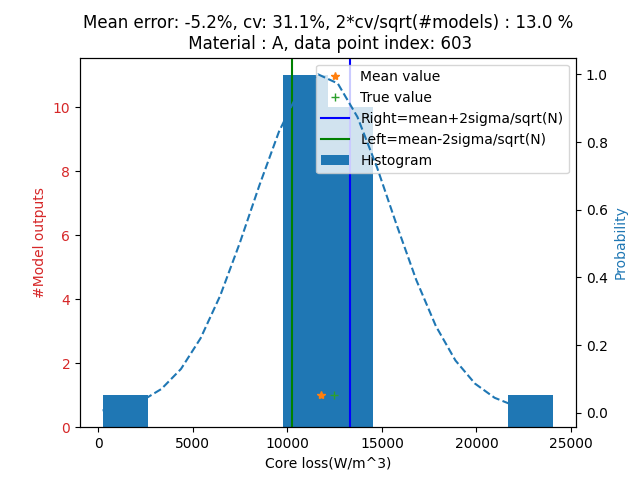 Mean error: -5.2%, cv: 31.1%, 2*cv/sqrt(#models) : 13.0 %
Material : A, data point index: 603
Mean value
True value
Right=mean+2sigma/sqrt(N)
Left=mean-2sigma/sqrt(N)
Histogram
#Model outputs
10
8
6
4
2
0
1.0
0.8
0.6
0.4
0.2
0.0
Probability
0 5000 10000 15000 20000 25000
Core loss(W/m^3)